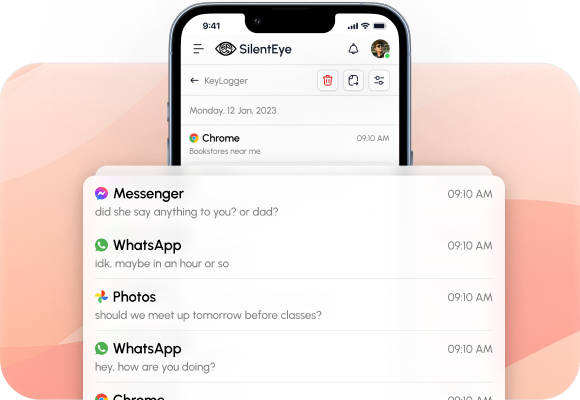 9:41
SilentEye
KeyLogger
Monday, 12 Jan, 2023
Chrome 09:10 AM
Bookstores near me
Messenger 09:10 AM
did she say anything to you? or dad?
WhatsApp 09:10 AM
idk, maybe in an hour or so
Photos 09:10 AM
should we meet up tomorrow before classes?
WhatsApp 09:10 AM
hey, how are you doing?
Chrome 09:10 AM